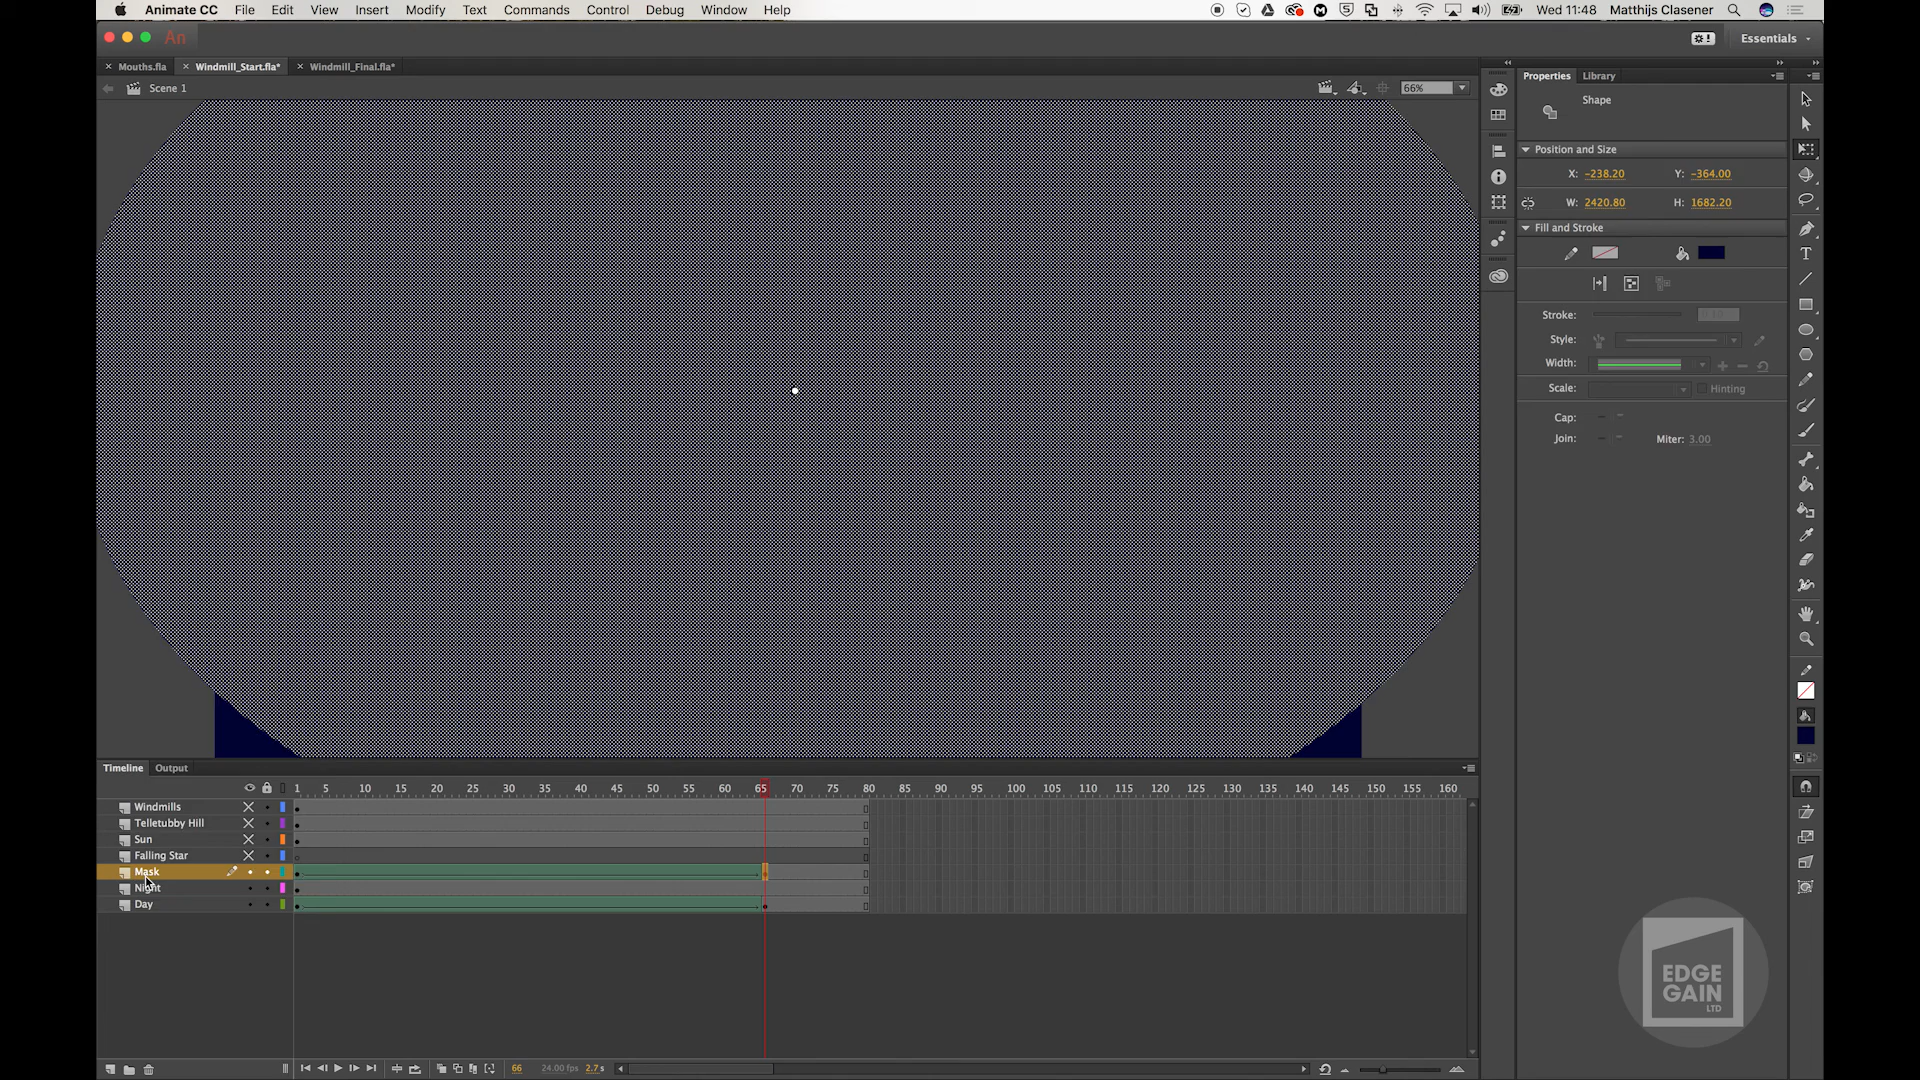 Animate CC File Edit View Insert Modify Text Commands Control Debug Window Help Wed 11:48 Matthijs Clasener
An Essentials
Mouths.fla Windmill_Start.fla* Windmill_Final.fla*
Scene 1 66%
Properties Library
Shape
Position and Size
X: -238.20 Y: -364.00
W: 2420.80 H: 1682.20
Fill and Stroke
Stroke:
Style:
Width:
Scale: Hinting
Cap:
Join: Miter: 3.00
Timeline Output
1 5 10 15 20 25 30 35 40 45 50 55 60 65 70 75 80 85 90 95 100 105 110 115 120 125 130 135 140 145 150 155 160
Windmills
Telletubby Hill
Sun
Falling Star
Mask
Night
Day
66 24.00 fps 2.7 s
EDGE
GAIN
LTD